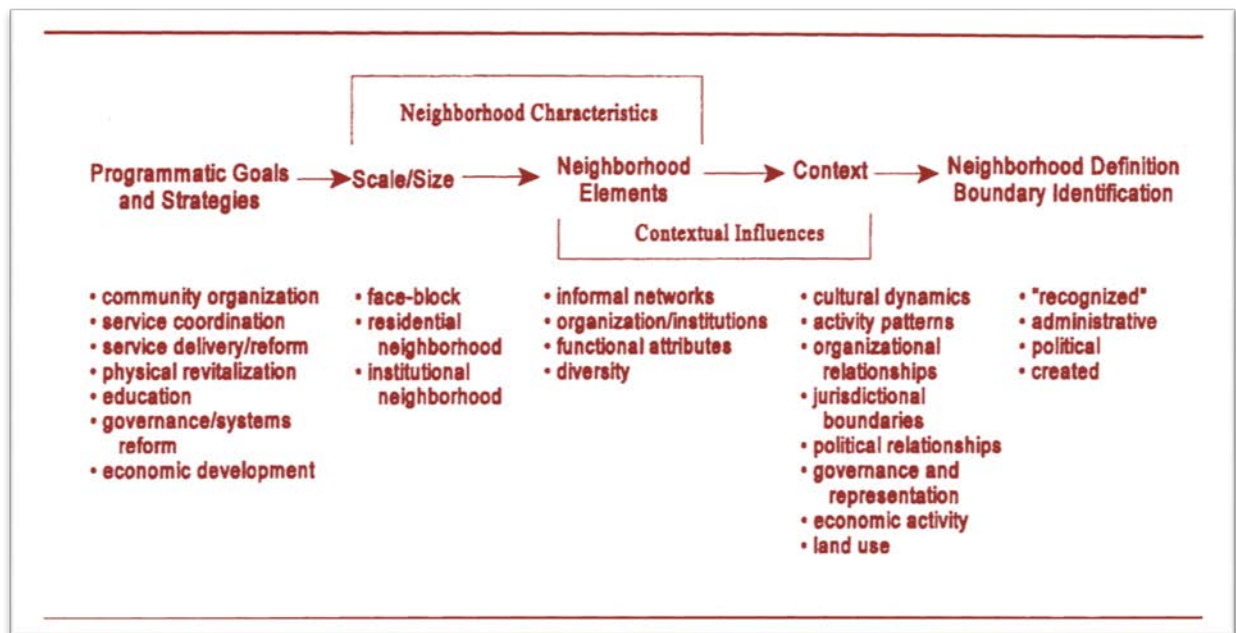 Neighborhood Characteristics
Programmatic Goals
and Strategies
Scale/Size
Neighborhood
Elements
Context
Neighborhood Definition
Boundary Identification
Contextual Influences
• community organization
• service coordination
• service delivery/reform
• physical revitalization
• education
• governance/systems
reform
• economic development
• face-block
• residential
neighborhood
• institutional
neighborhood
• informal networks
• organization/institutions
• functional attributes
• diversity
• cultural dynamics
• activity patterns
• organizational
relationships
• jurisdictional
boundaries
• political relationships
• governance and
representation
• economic activity
• land use
• "recognized"
• administrative
• political
• created